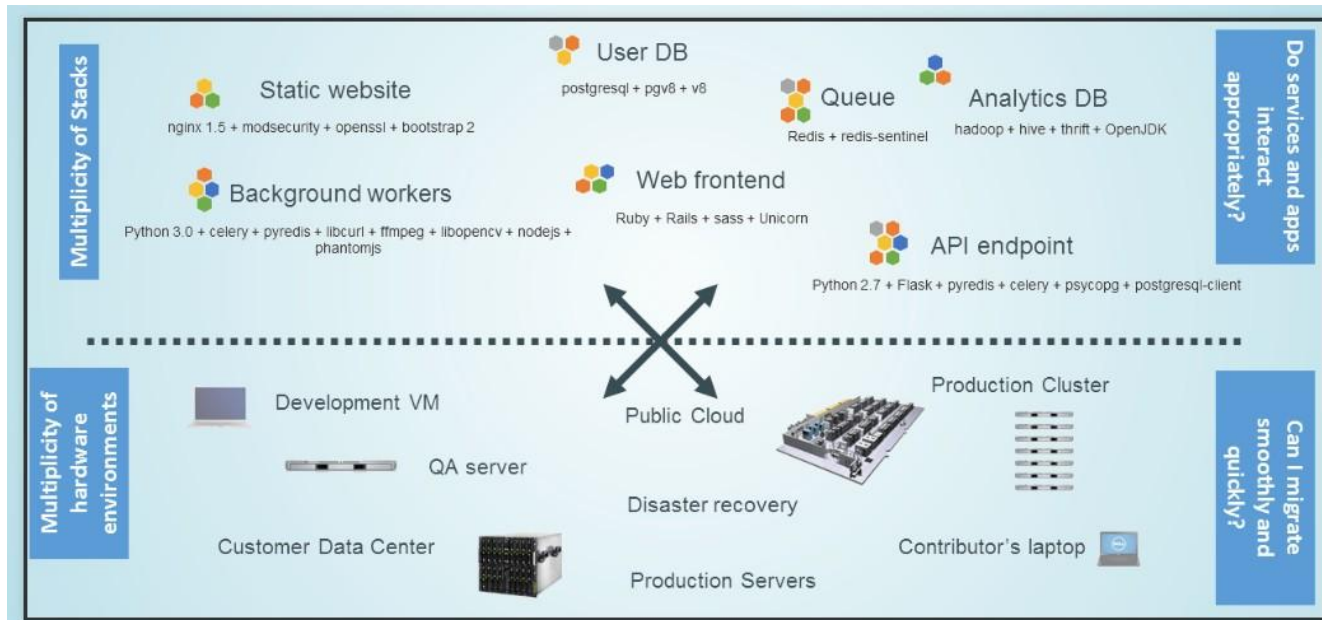 Multiplicity of Stacks
Static website
nginx 1.5 + modsecurity + openssl + bootstrap 2
User DB
postgresql + pgv8 + v8
Queue
Redis + redis-sentinel
Analytics DB
hadoop + hive + thrift + OpenJDK
Background workers
Python 3.0 + celery + pyredis + libcurl + ffmpeg + libopencv + nodejs +
phantomjs
Web frontend
Ruby + Rails + sass + Unicorn
API endpoint
Python 2.7 + Flask + pyredis + celery + psycopg + postgresql-client
Do services and apps
interact
appropriately?
Multiplicity of
hardware
environments
Development VM
QA server
Customer Data Center
Public Cloud
Disaster recovery
Production Servers
Production Cluster
Contributor's laptop
Can I migrate
smoothly and
quickly?